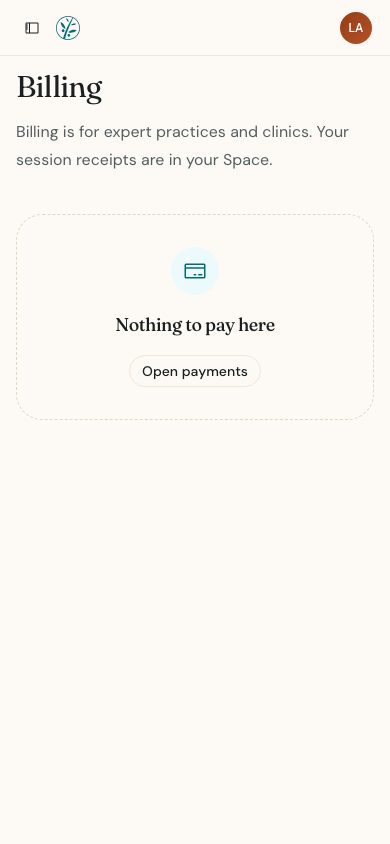 LA
Billing
Billing is for expert practices and clinics. Your
session receipts are in your Space.
Nothing to pay here
Open payments